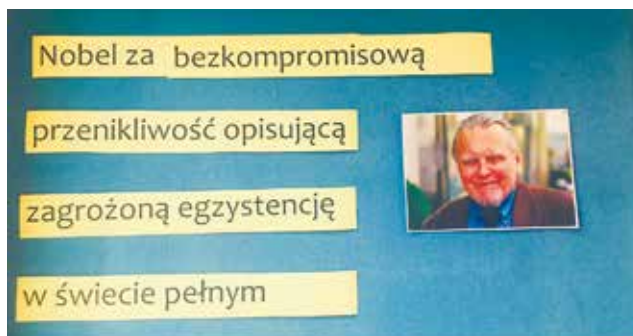 Nobel za bezkompromisową
przenikliwość opisującą
zagrożoną egzystencję
w świecie pełnym